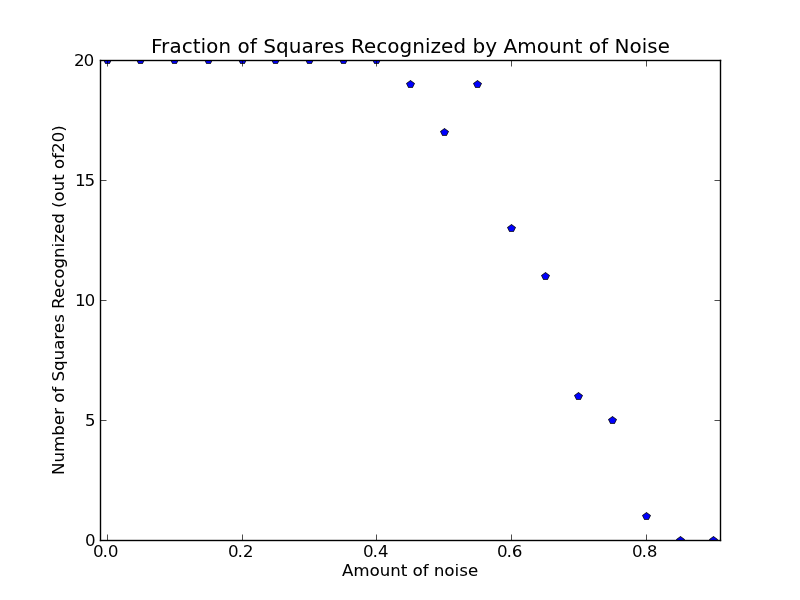 Fraction of Squares Recognized by Amount of Noise
Number of Squares Recognized (out of20)
20
15
10
5
0
0.0 0.2 0.4 0.6 0.8
Amount of noise